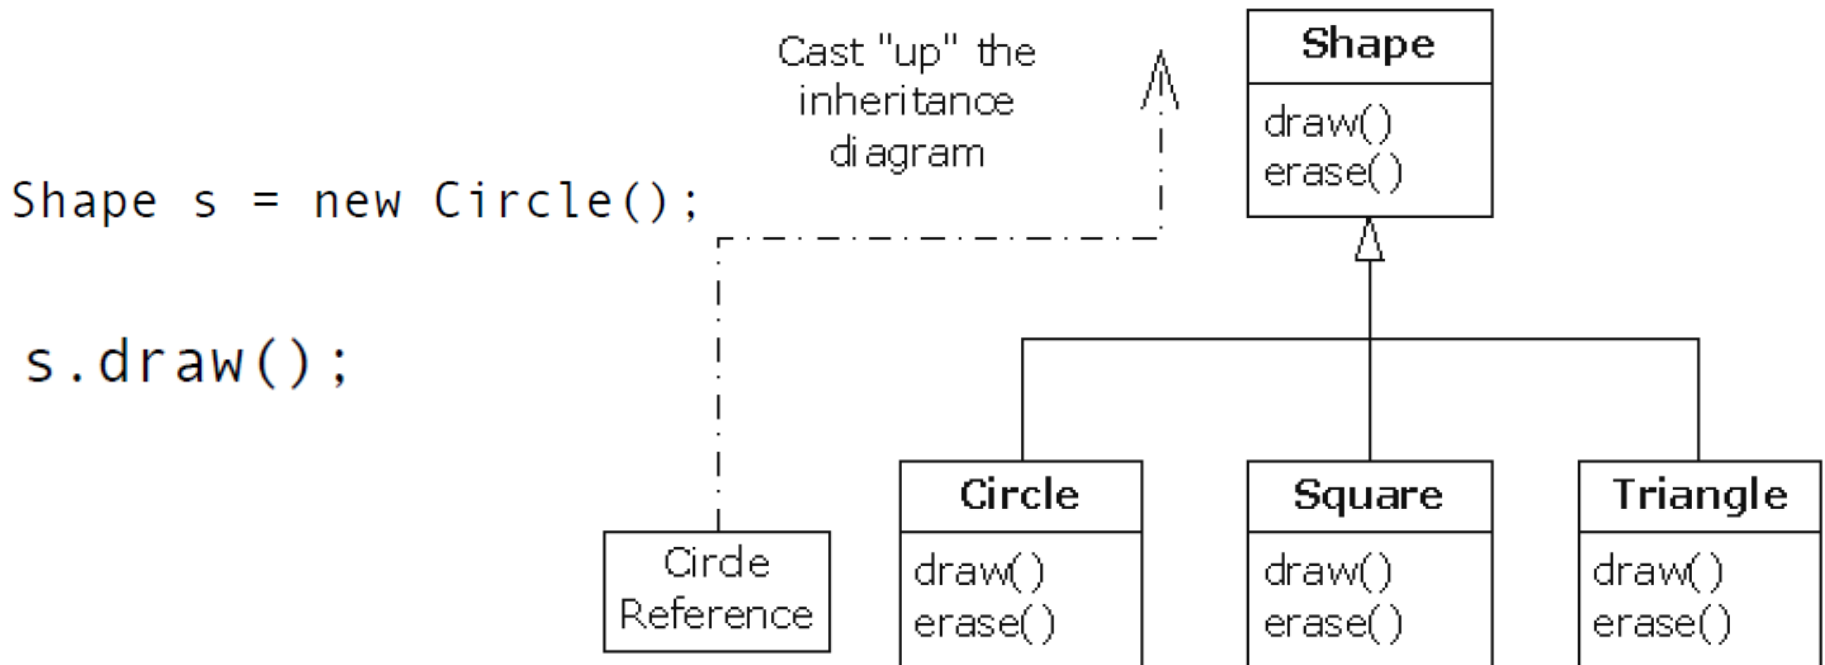 Shape s = new Circle();
s.draw();
Cast "up" the
inheritance
diagram
Shape
draw()
erase()
Circle
Reference
Circle
draw()
erase()
Square
draw()
erase()
Triangle
draw()
erase()